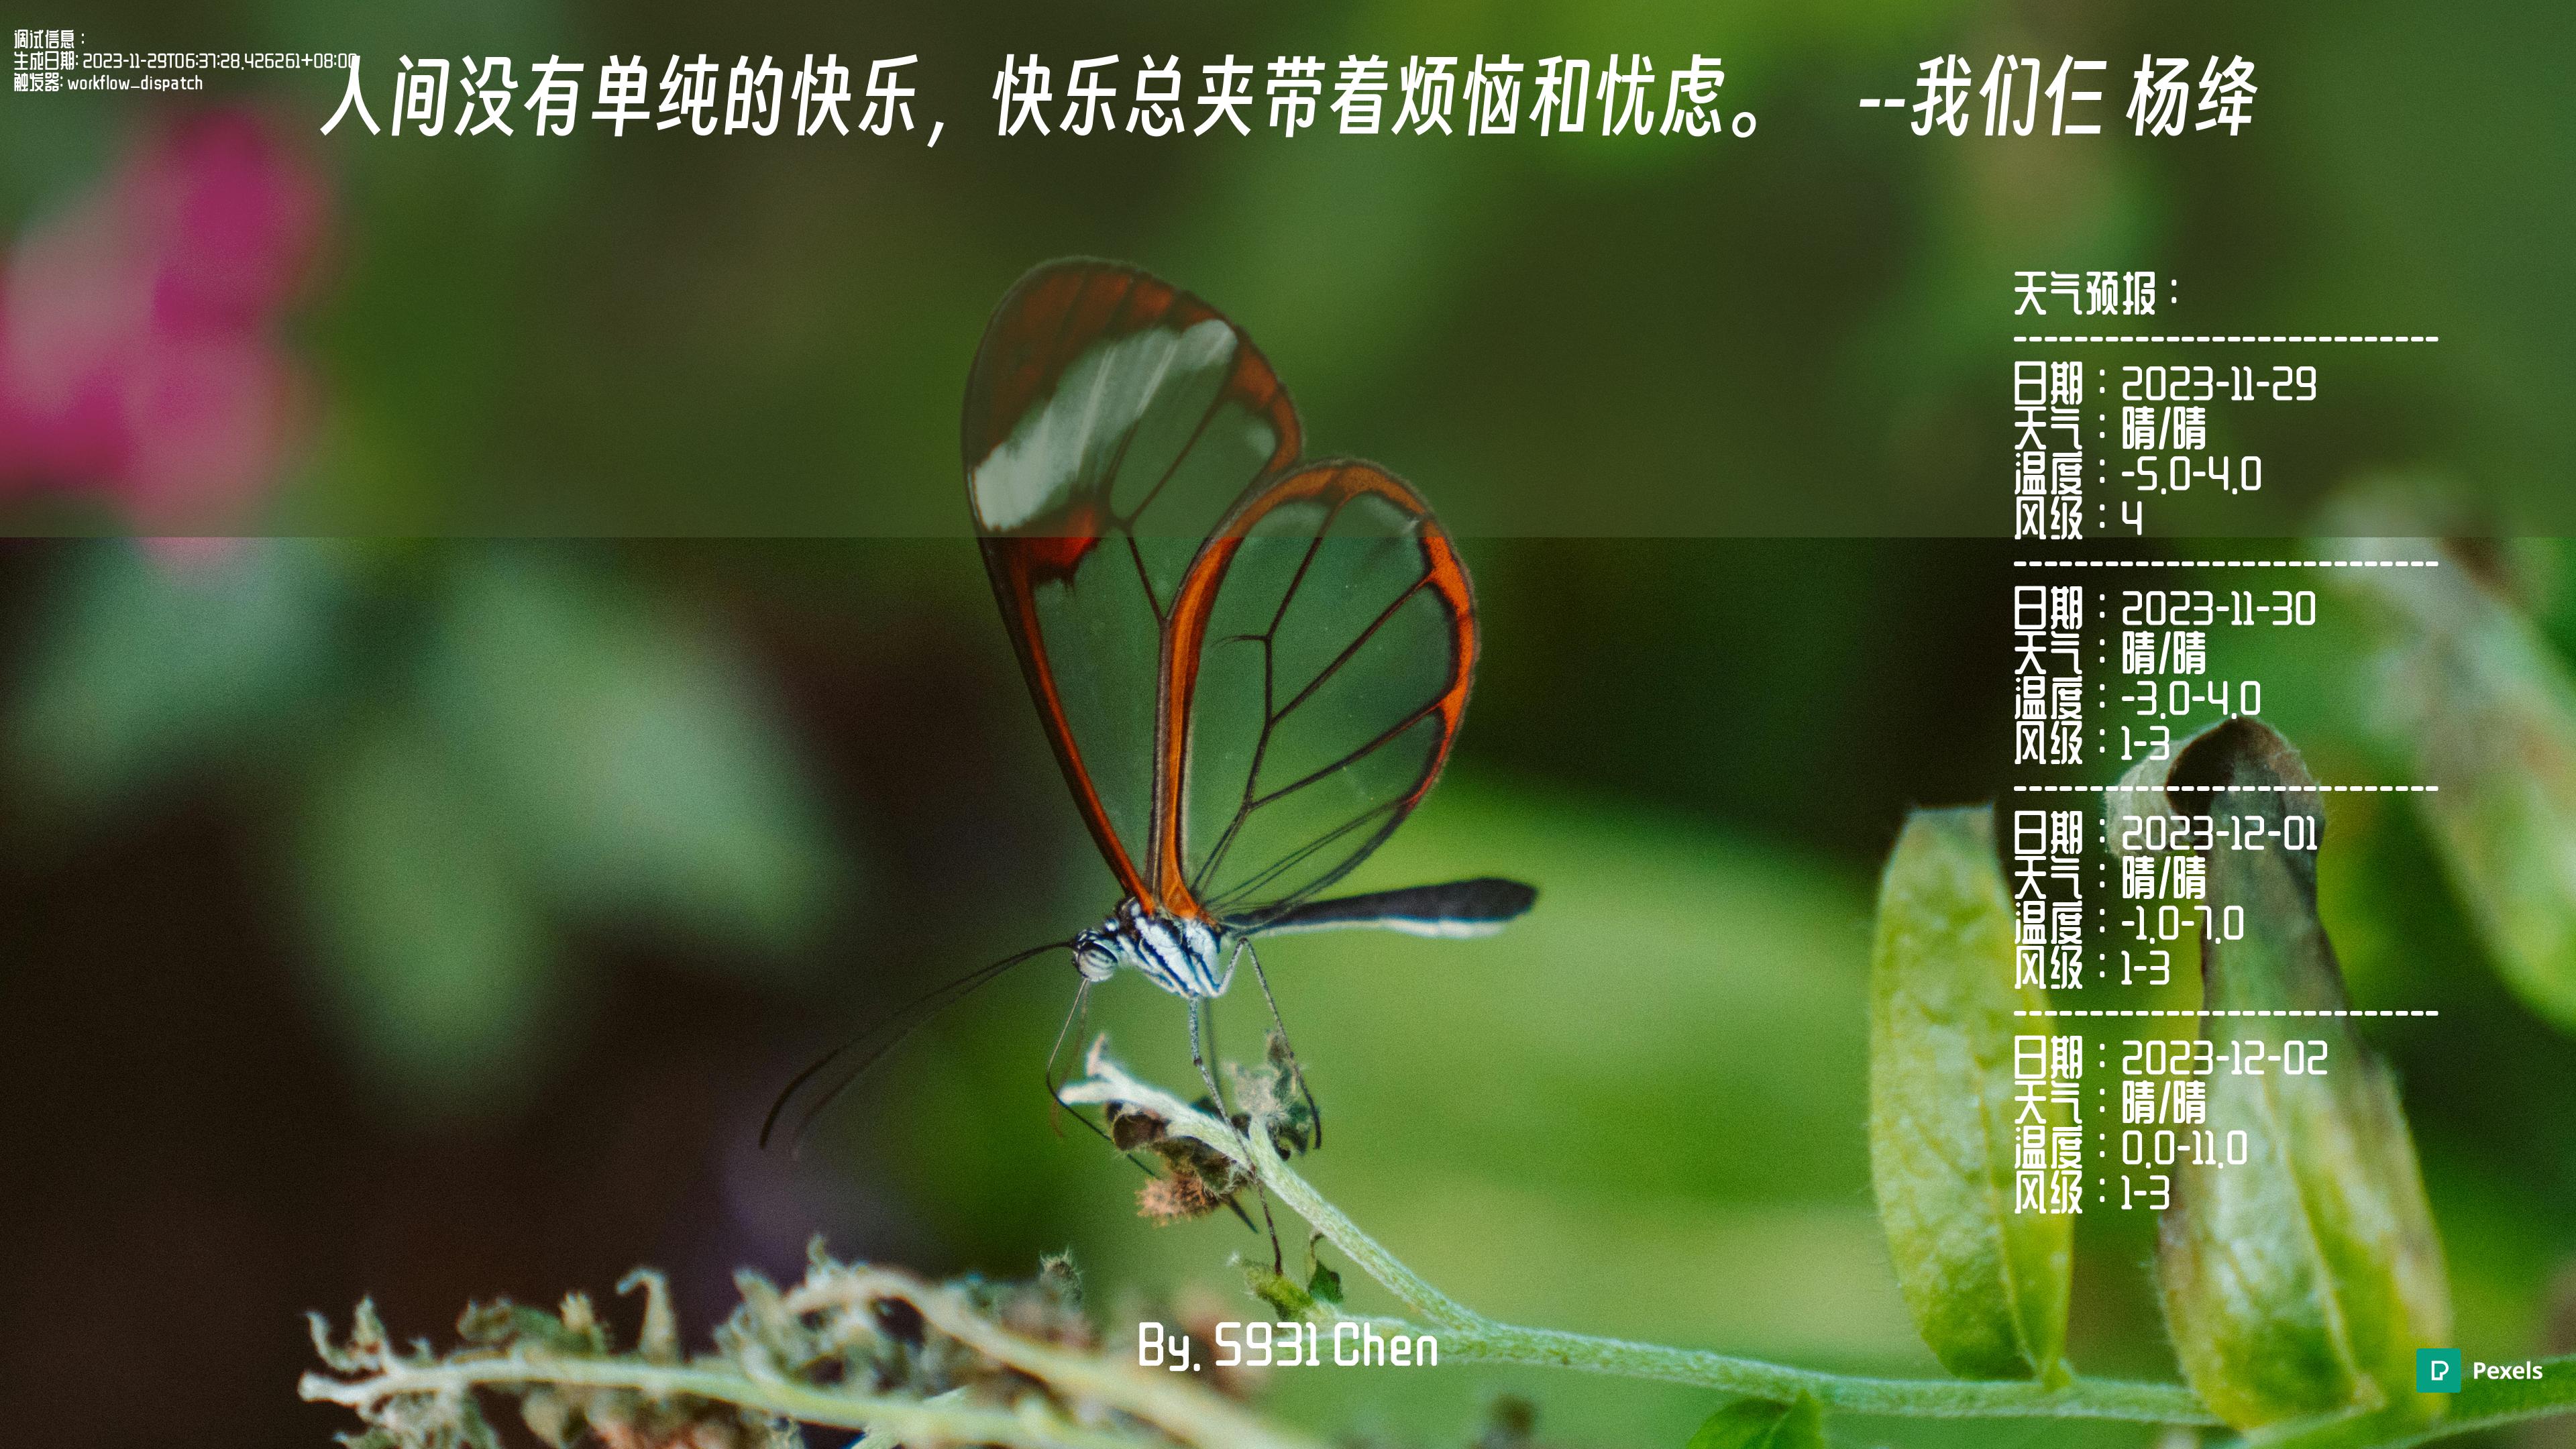 调试信息：
生成日期: 2023-11-29T06:37:28.426261+08:00
触发器: workflow_dispatch
人间没有单纯的快乐，快乐总夹带着烦恼和忧虑。 --我们仨 杨绛
天气预报：
----------------------------
日期：2023-11-29
天气：晴/晴
温度：-5.0-4.0
风级：4
----------------------------
日期：2023-11-30
天气：晴/晴
温度：-3.0-4.0
风级：1-3
----------------------------
日期：2023-12-01
天气：晴/晴
温度：-1.0-7.0
风级：1-3
----------------------------
日期：2023-12-02
天气：晴/晴
温度：0.0-11.0
风级：1-3
By. S931 Chen
Pexels